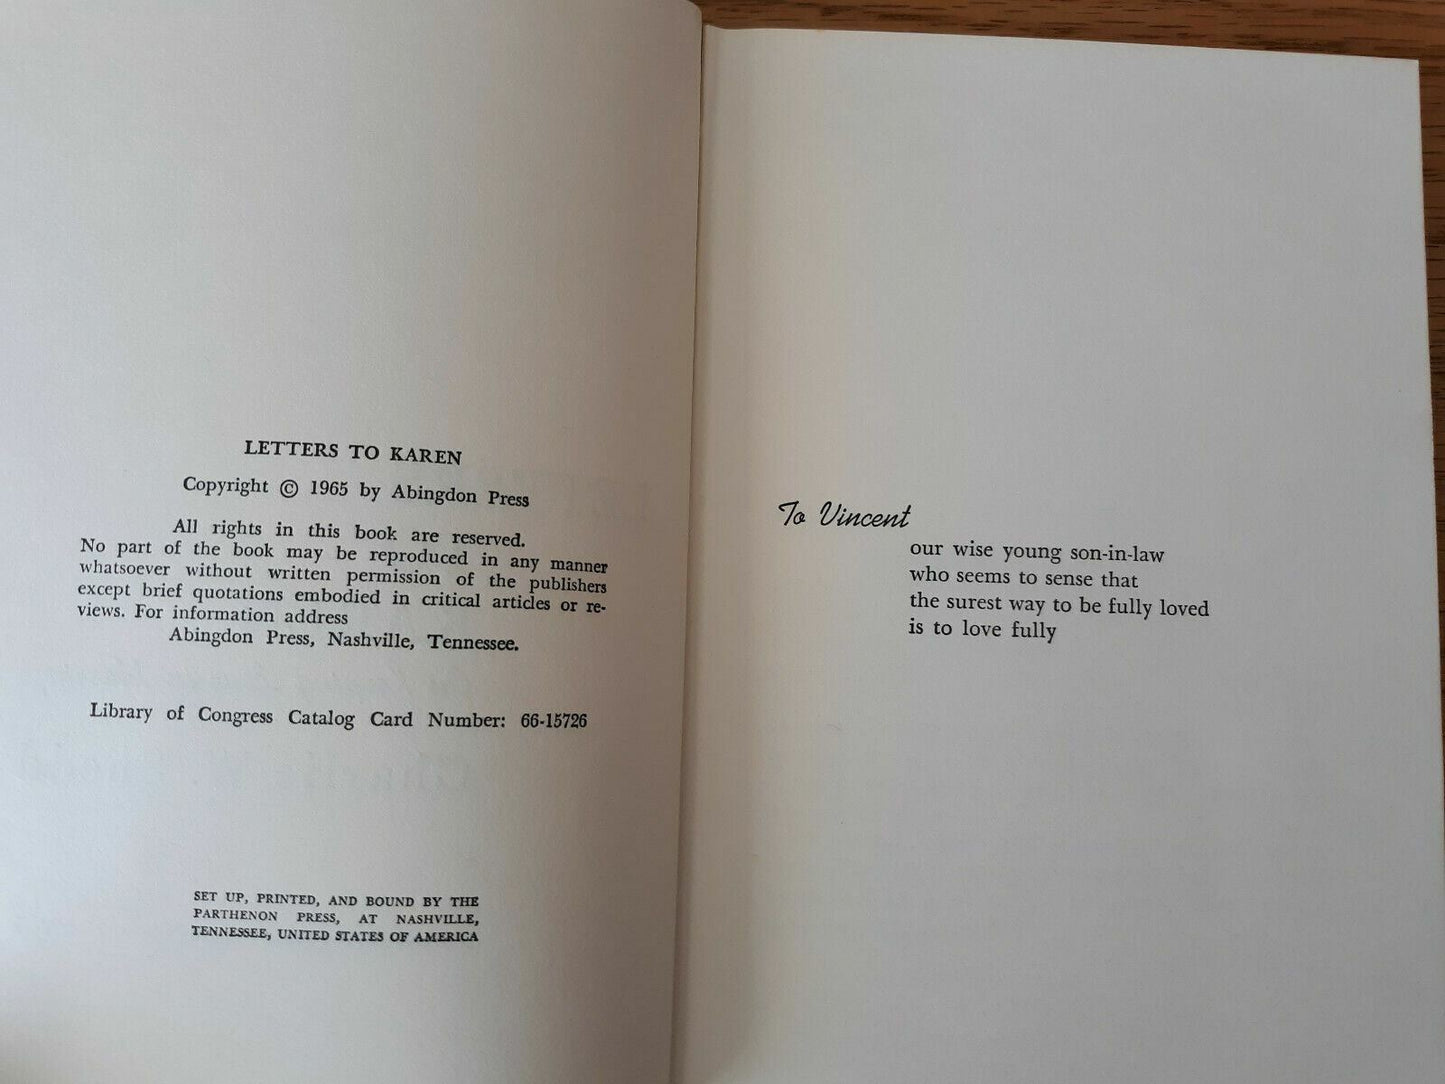 LETTERS TO KAREN
Copyright © 1965 by Abingdon Press
All rights in this book are reserved.
No part of the book may be reproduced in any manner
whatsoever without written permission of the publishers
except brief quotations embodied in critical articles or re-
views. For information address
Abingdon Press, Nashville, Tennessee.
Library of Congress Catalog Card Number: 66-15726
SET UP, PRINTED, AND BOUND BY THE
PARTHENON PRESS, AT NASHVILLE,
TENNESSEE, UNITED STATES OF AMERICA
To Vincent
our wise young son-in-law
who seems to sense that
the surest way to be fully loved
is to love fully